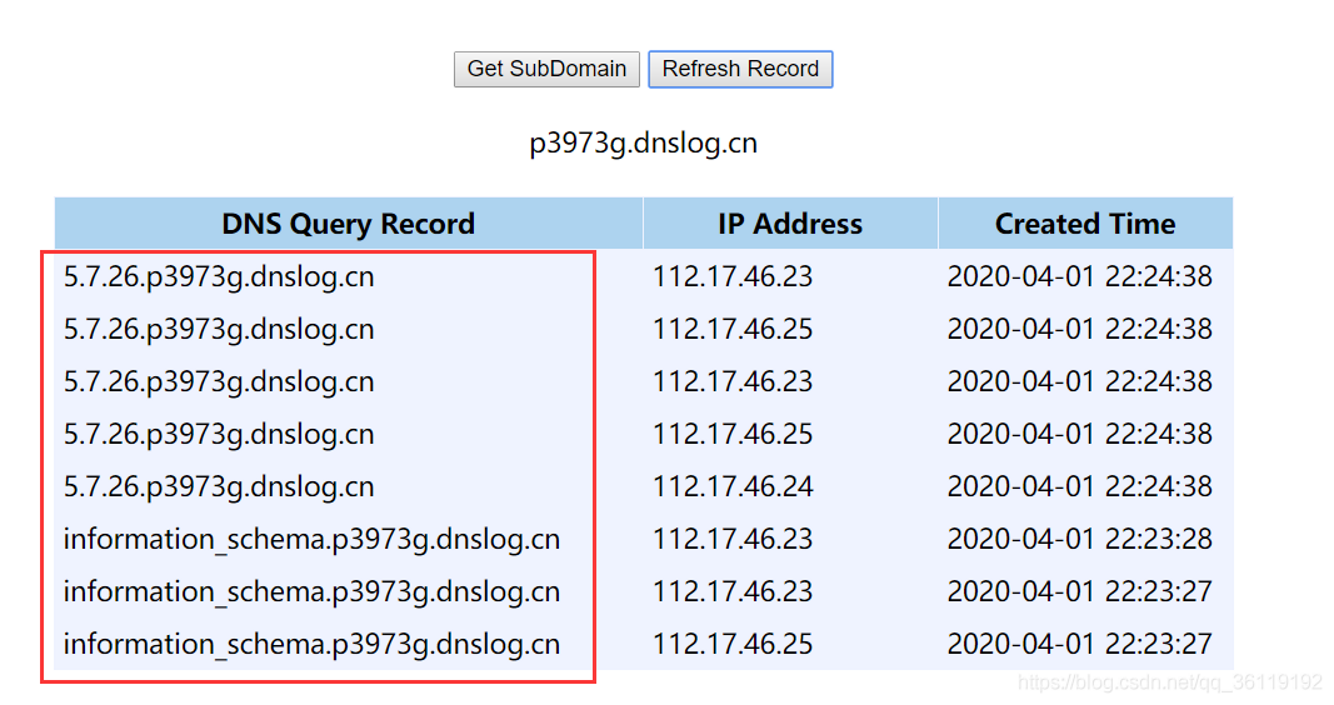 Get SubDomain Refresh Record
p3973g.dnslog.cn
DNS Query Record IP Address Created Time
5.7.26.p3973g.dnslog.cn 112.17.46.23 2020-04-01 22:24:38
5.7.26.p3973g.dnslog.cn 112.17.46.25 2020-04-01 22:24:38
5.7.26.p3973g.dnslog.cn 112.17.46.23 2020-04-01 22:24:38
5.7.26.p3973g.dnslog.cn 112.17.46.25 2020-04-01 22:24:38
5.7.26.p3973g.dnslog.cn 112.17.46.24 2020-04-01 22:24:38
information_schema.p3973g.dnslog.cn 112.17.46.23 2020-04-01 22:23:28
information_schema.p3973g.dnslog.cn 112.17.46.23 2020-04-01 22:23:27
information_schema.p3973g.dnslog.cn 112.17.46.25 2020-04-01 22:23:27
https://blog.csdn.net/qq_36119192